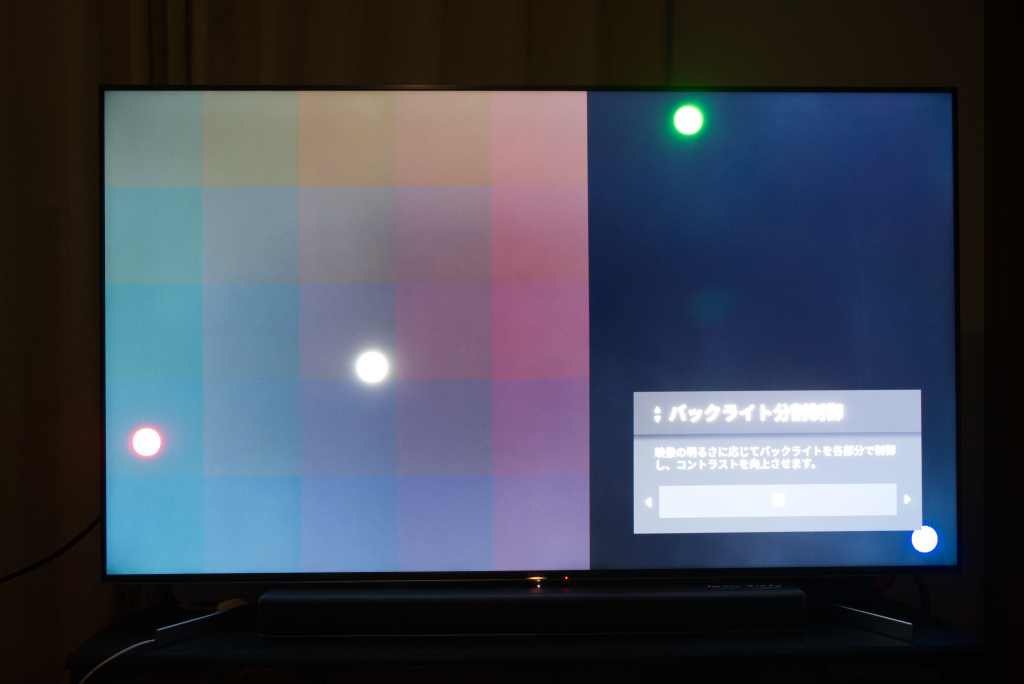 バックライト分割制御
映像の明るさに応じてバックライトを各部分で制御
し、コントラストを向上させます。